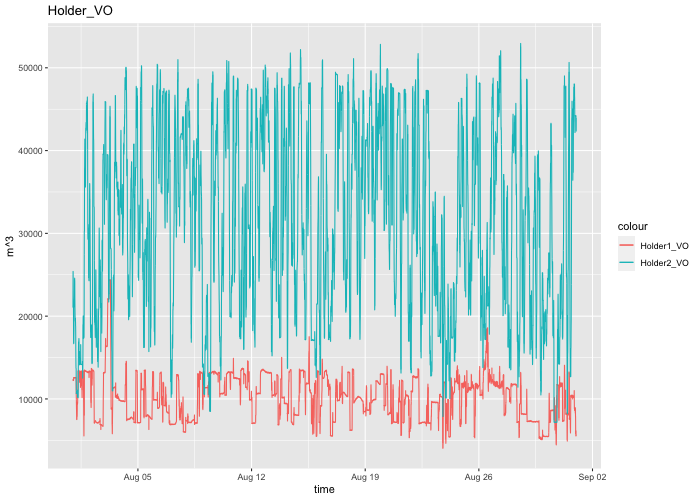 Holder_VO
50000
40000
30000
20000
10000
m^3
Aug 05
Aug 12
Aug 19
Aug 26
Sep 02
time
colour
Holder1_VO
Holder2_VO